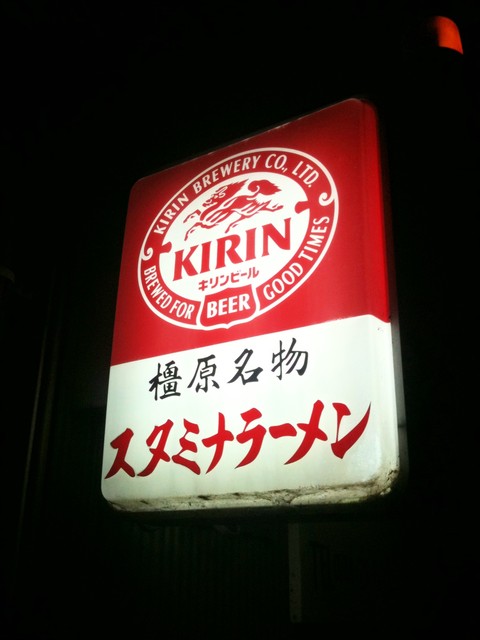 KIRIN BREWERY CO., LTD.
KIRIN
キリンビール
BREWED FOR GOOD TIMES
BEER
橿原名物
スタミナラーメン